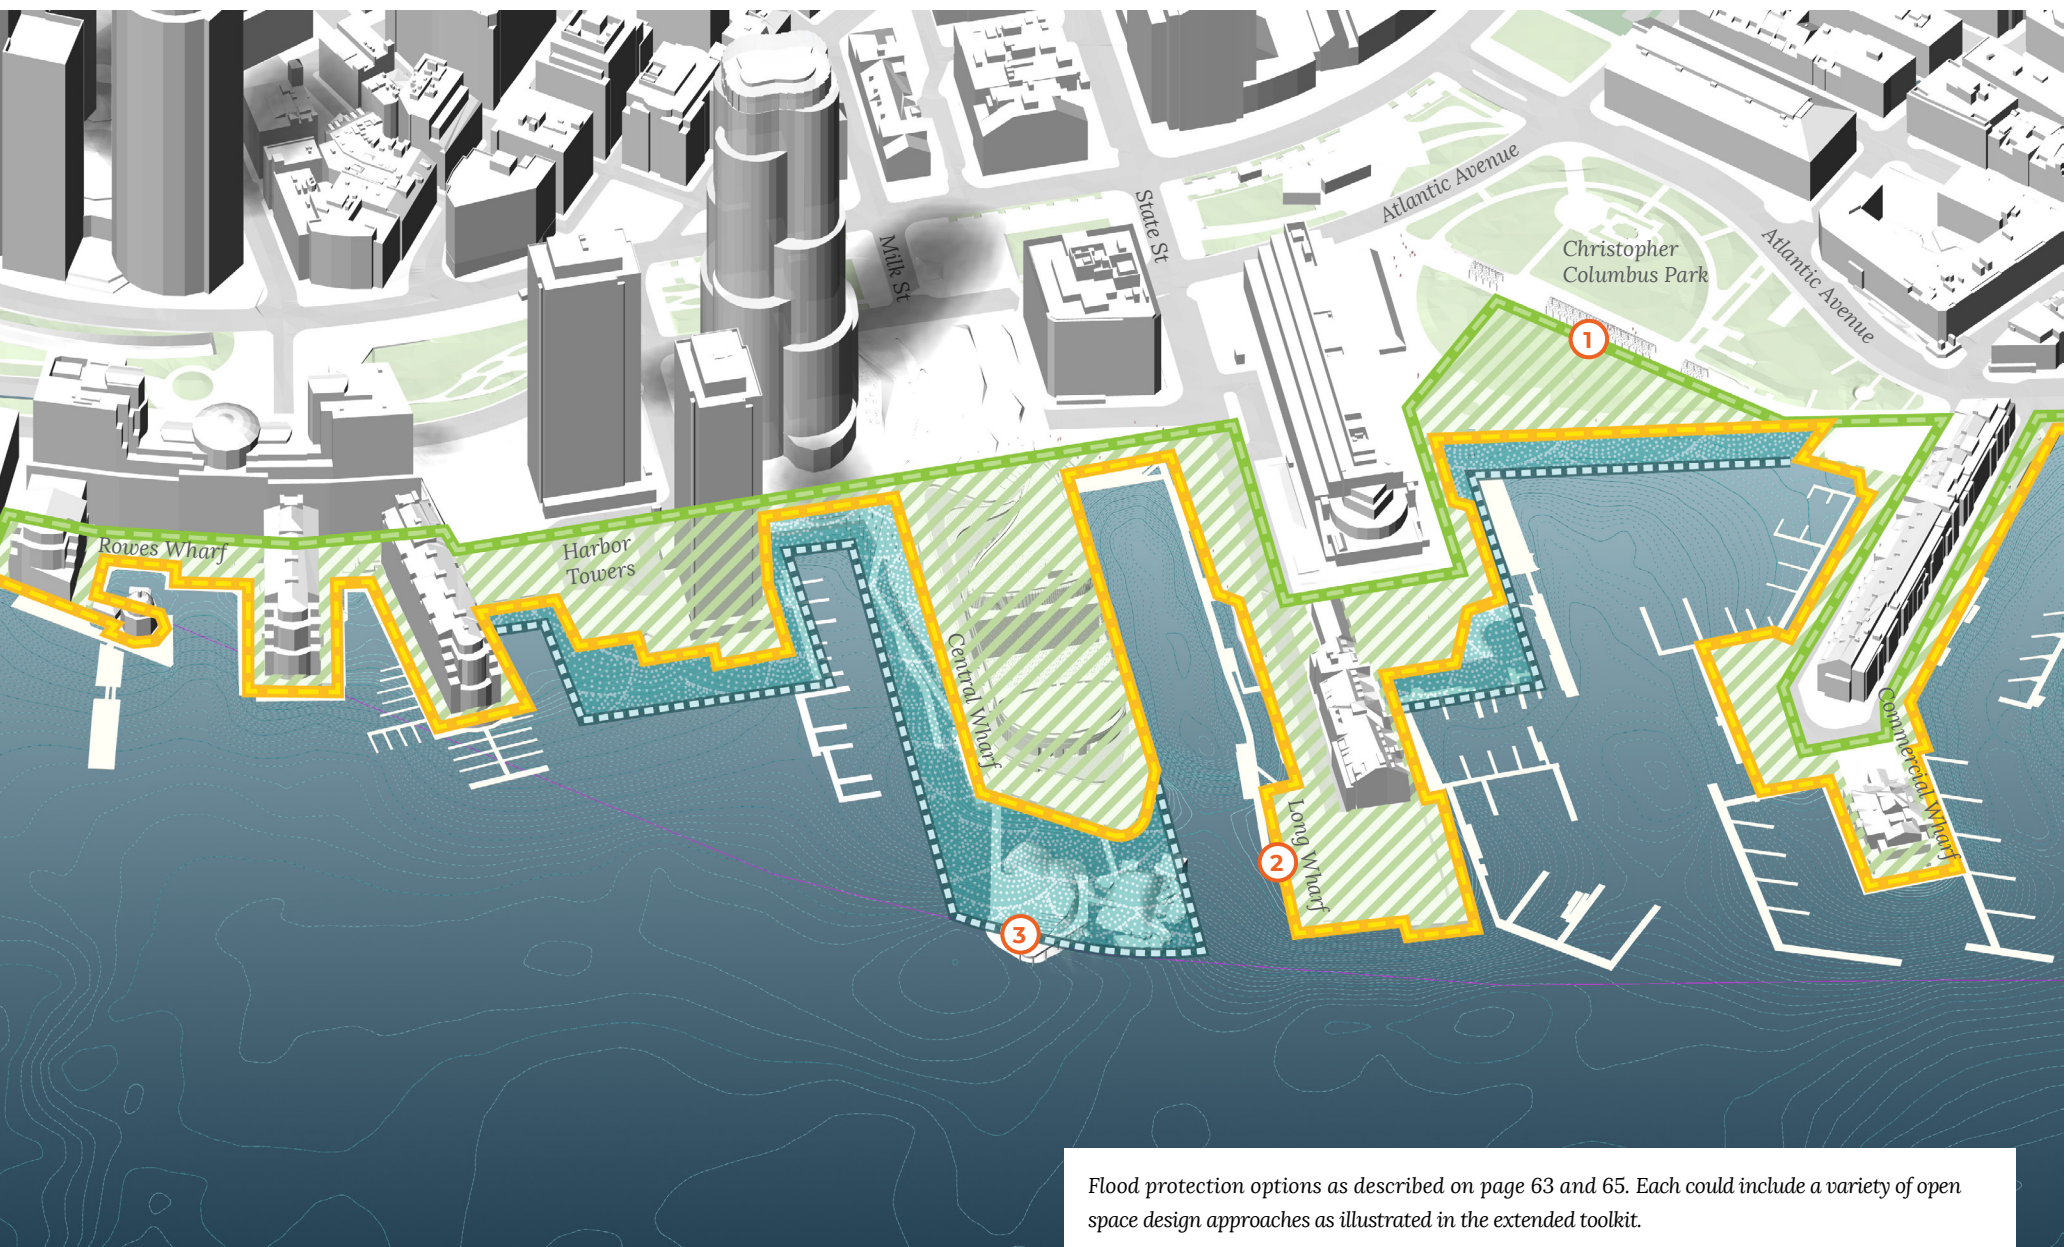 Atlantic Avenue
State St
Milk St
Christopher
Columbus Park
Atlantic Avenue
1
Rowes Wharf
Harbor
Towers
Central Wharf
Commercial Wharf
Long Wharf
2
3
Flood protection options as described on page 63 and 65. Each could include a variety of open
space design approaches as illustrated in the extended toolkit.